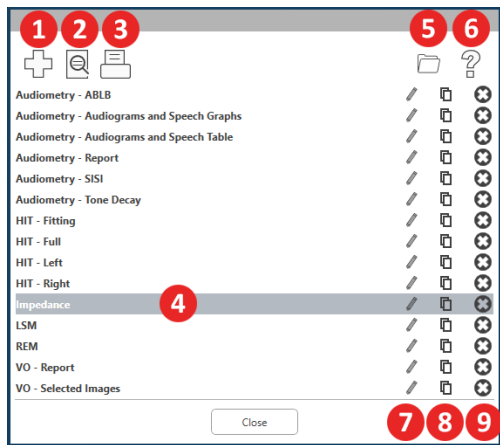 1 2 3 5 6
Audiometry - ABLB
Audiometry - Audiograms and Speech Graphs
Audiometry - Audiograms and Speech Table
Audiometry - Report
Audiometry - SISI
Audiometry - Tone Decay
HIT - Fitting
HIT - Full
HIT - Left
HIT - Right
Impedance 4
LSM
REM
VO - Report
VO - Selected Images
Close 7 8 9